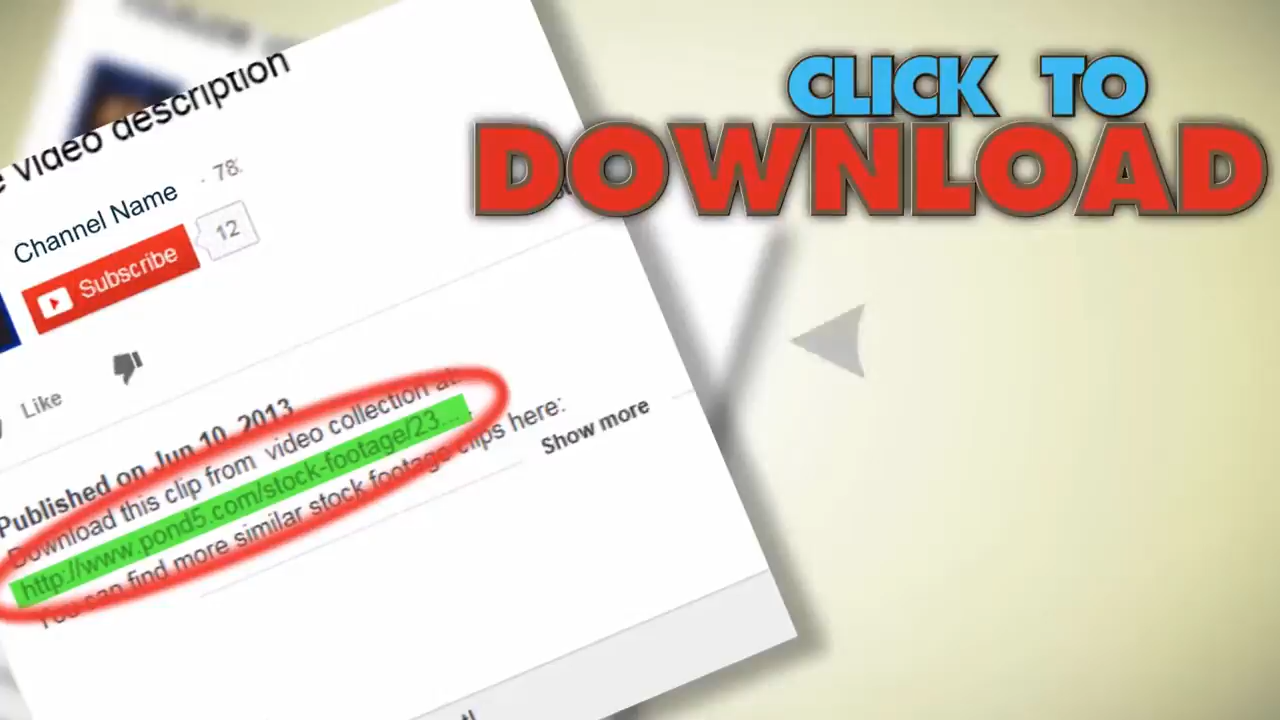 CLICK TO
DOWNLOAD
video description
Channel Name
78
Subscribe
12
Like
Published on Jun 10, 2013
Download this clip from video collection at
http://www.pond5.com/stock-footage/23...
You can find more similar stock footage clips here:
Show more